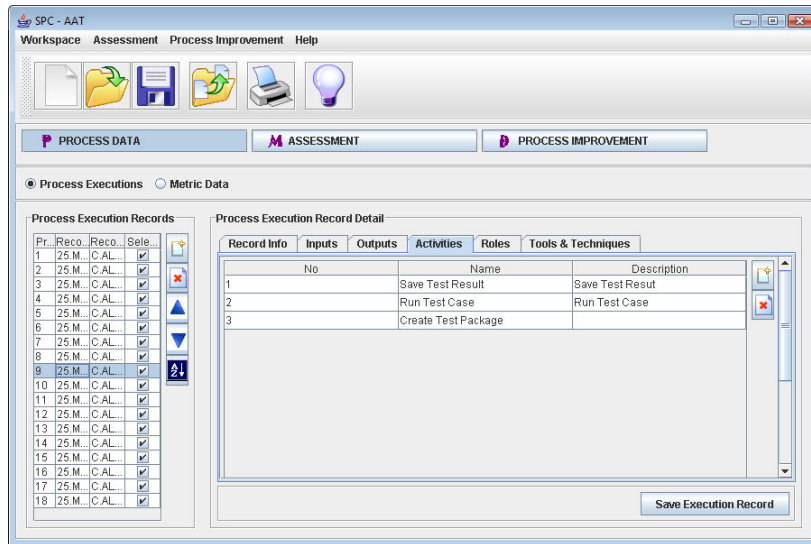 SPC - AAT
Workspace Assessment Process Improvement Help
PROCESS DATA
ASSESSMENT
PROCESS IMPROVEMENT
Process Executions Metric Data
Process Execution Records
Pr... Reco... Reco... Sele...
1 25.M... C.AL...
2 25.M... C.AL...
3 25.M... C.AL...
4 25.M... C.AL...
5 25.M... C.AL...
6 25.M... C.AL...
7 25.M... C.AL...
8 25.M... C.AL...
9 25.M... C.AL...
10 25.M... C.AL...
11 25.M... C.AL...
12 25.M... C.AL...
13 25.M... C.AL...
14 25.M... C.AL...
15 25.M... C.AL...
16 25.M... C.AL...
17 25.M... C.AL...
18 25.M... C.AL...
Process Execution Record Detail
Record Info Inputs Outputs Activities Roles Tools & Techniques
No Name Description
1 Save Test Result Save Test Resut
2 Run Test Case Run Test Case
3 Create Test Package
Save Execution Record